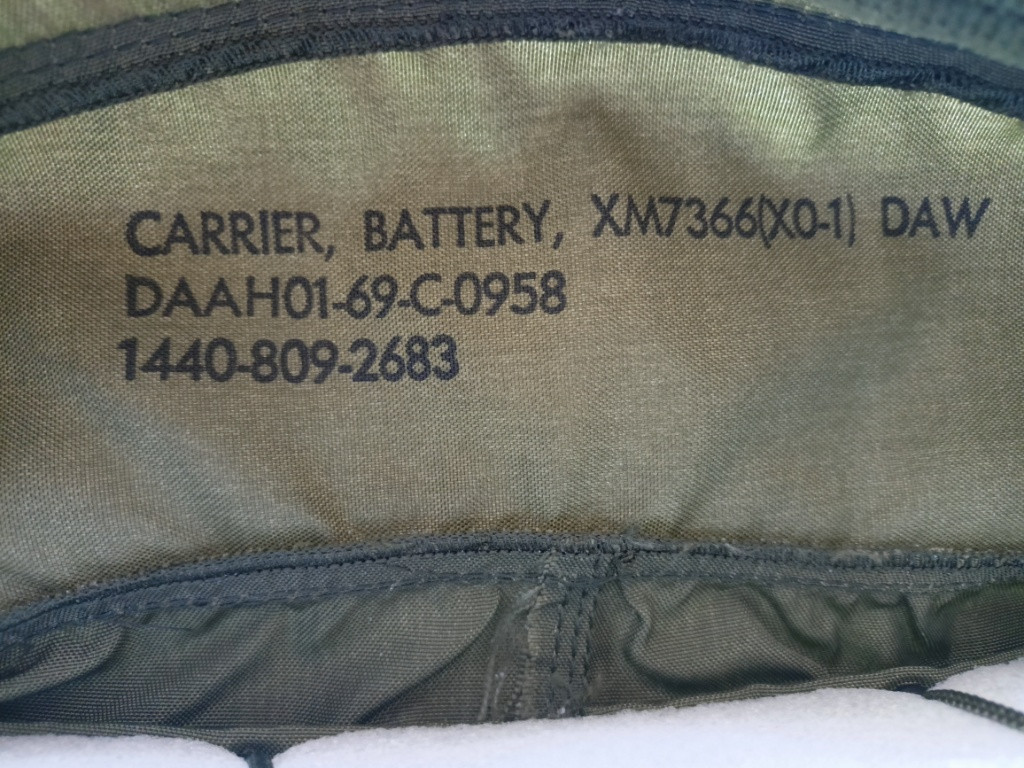 CARRIER, BATTERY, XM7366(X0-1) DAW
DAAH01-69-C-0958
1440-809-2683